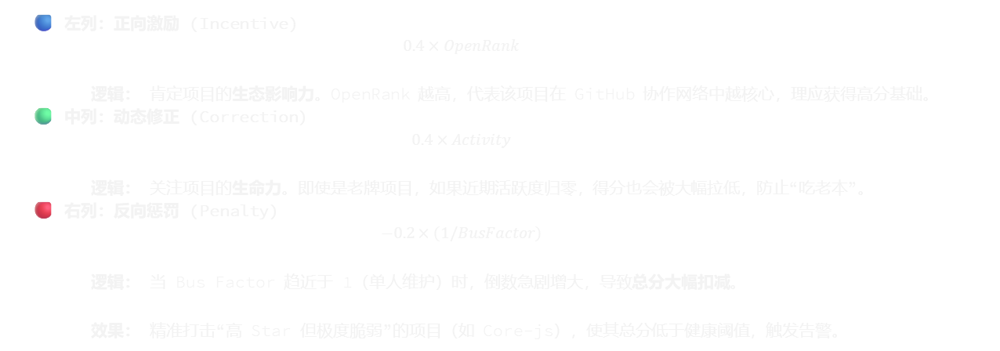 左列：正向激励 (Incentive)
0.4 × OpenRank
逻辑： 肯定项目的生态影响力。OpenRank 越高，代表该项目在 GitHub 协作网络中越核心，理应获得高分基础。
中列：动态修正 (Correction)
0.4 × Activity
逻辑： 关注项目的生命力。即使是老牌项目，如果近期活跃度归零，得分也会被大幅拉低，防止“吃老本”。
右列：反向惩罚 (Penalty)
−0.2 × (1/BusFactor)
逻辑： 当 Bus Factor 趋近于 1（单人维护）时，倒数急剧增大，导致总分大幅扣减。
效果： 精准打击“高 Star 但极度脆弱”的项目（如 Core-js），使其总分低于健康阈值，触发告警。